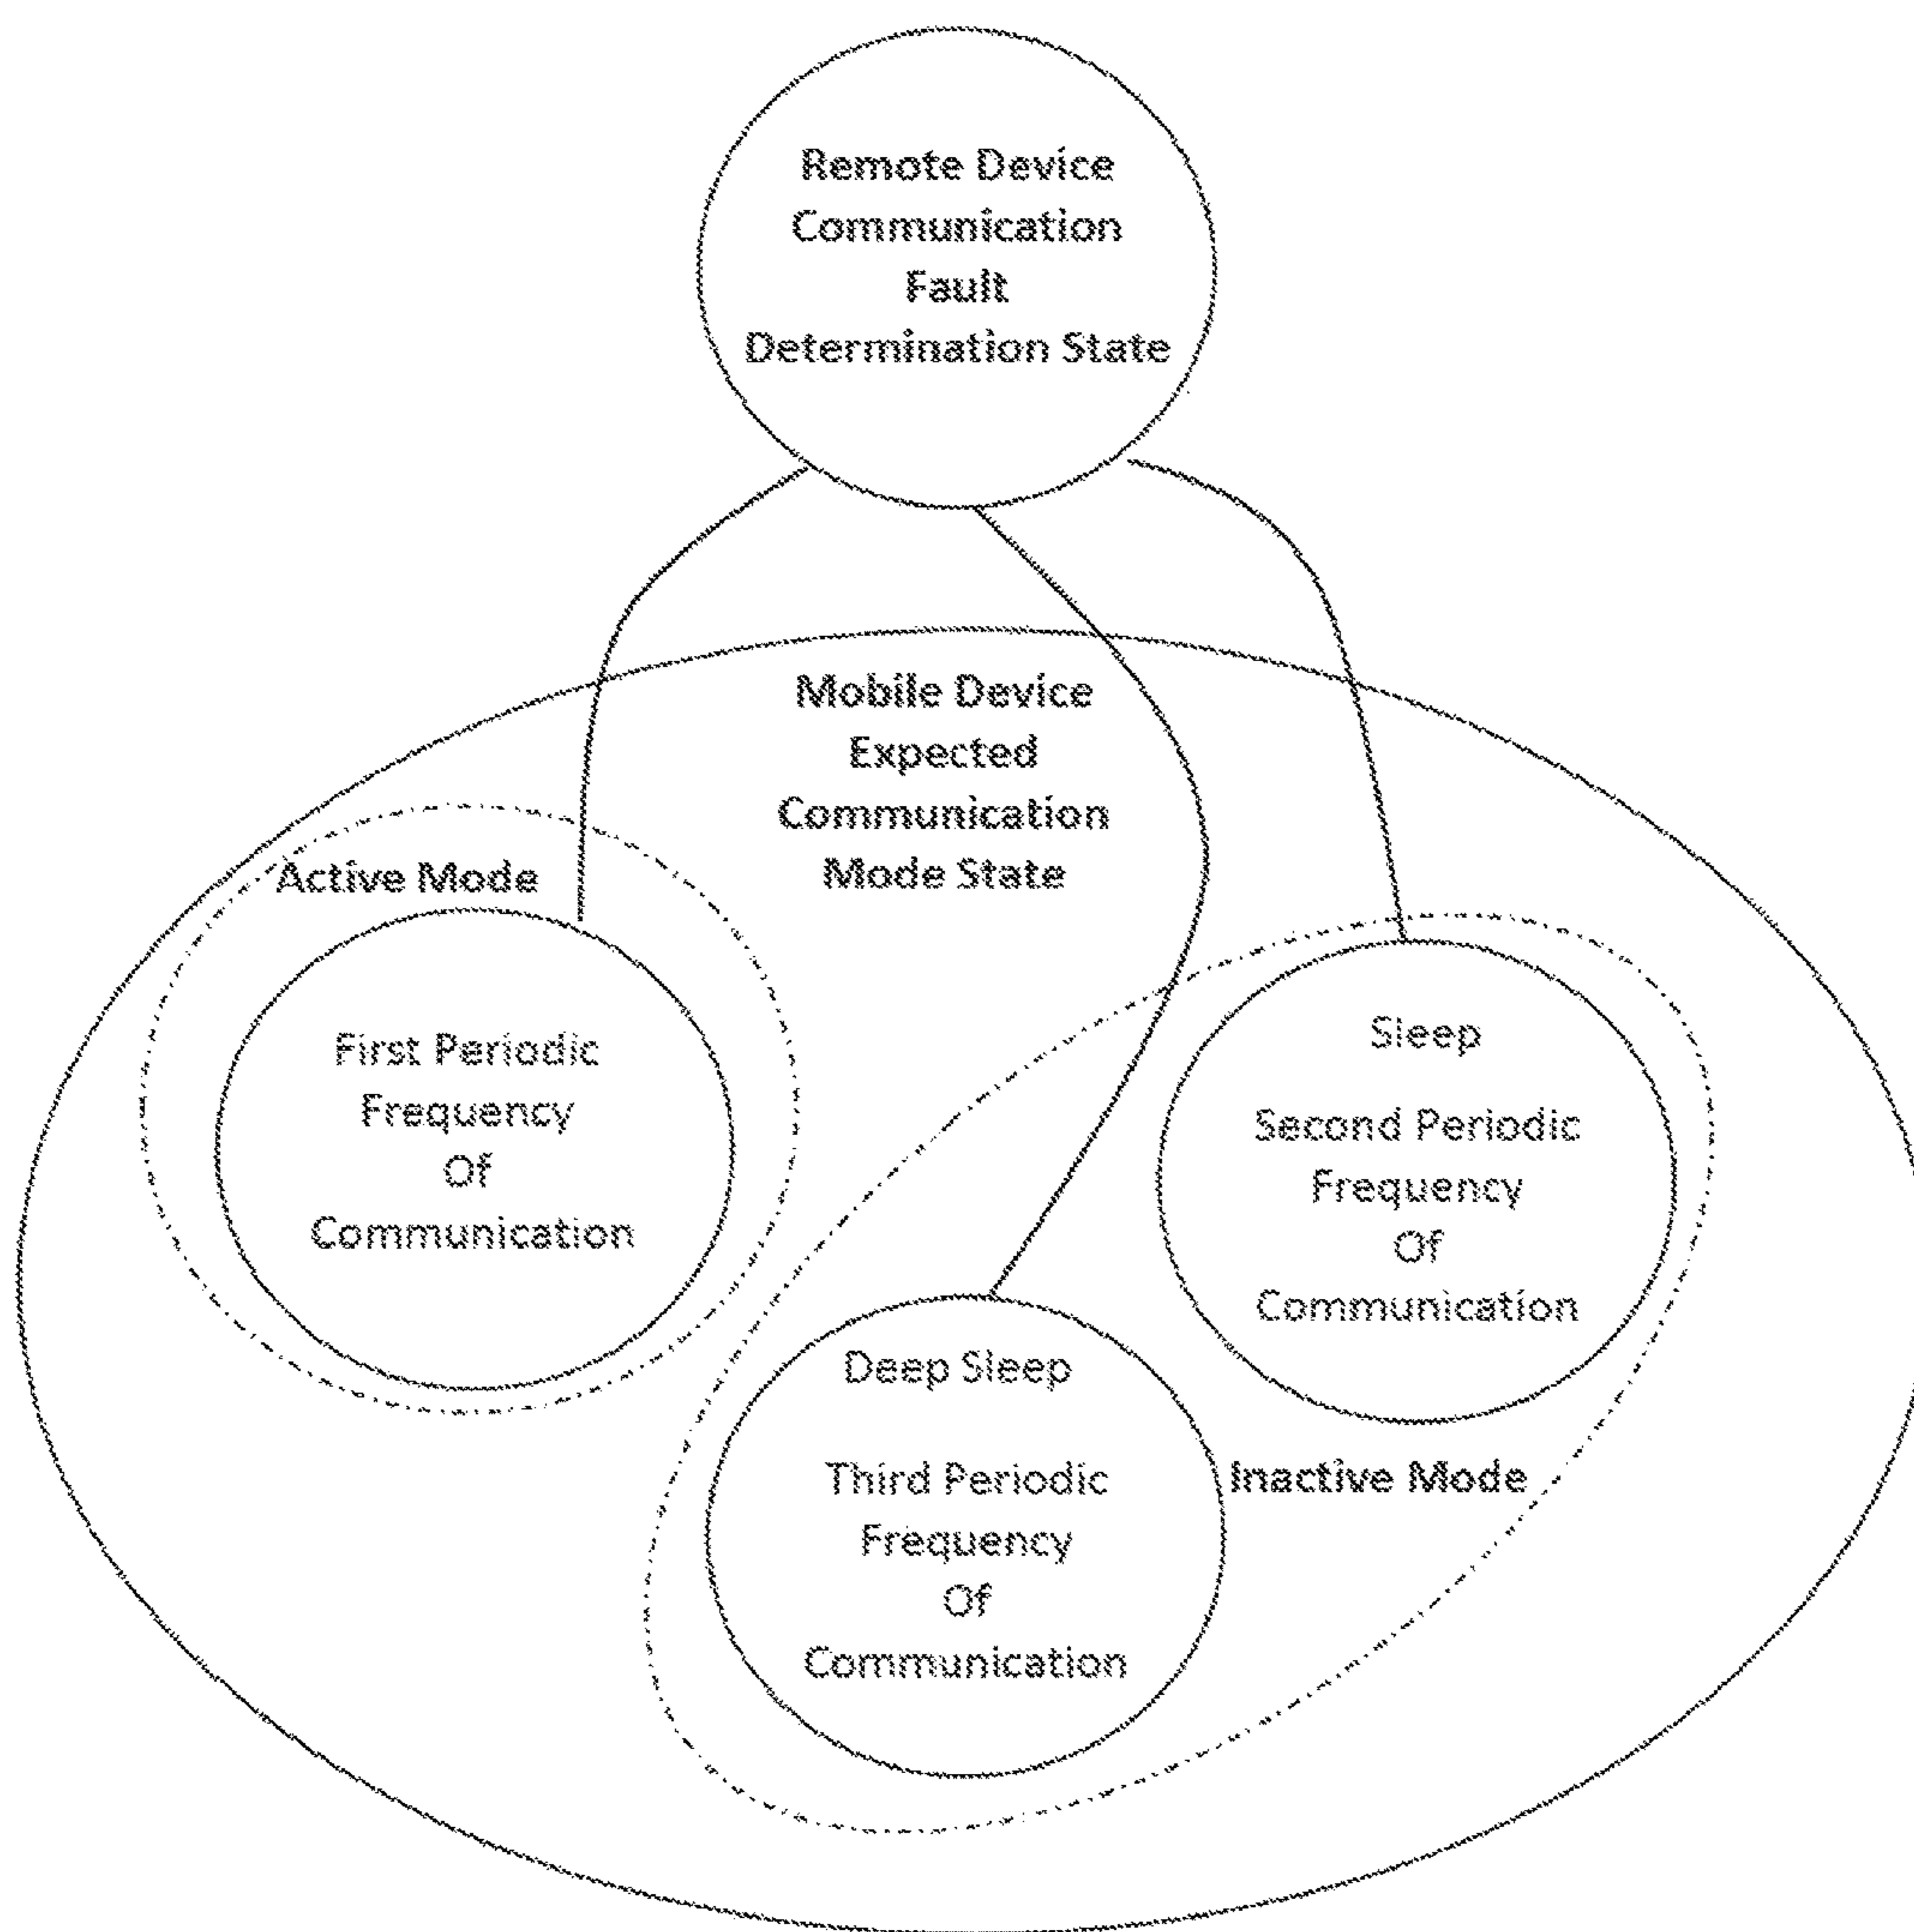 Remote Device
Communication
Fault
Determination State
Mobile Device
Expected
Communication
Mode State
Active Mode
First Periodic
Frequency
Of
Communication
Sleep
Second Periodic
Frequency
Of
Communication
Deep Sleep
Third Periodic
Frequency
Of
Communication
Inactive Mode